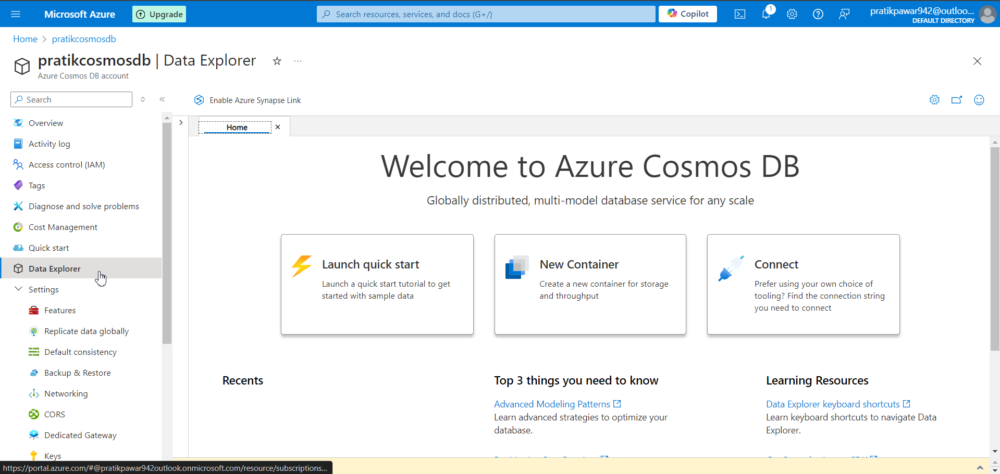 Microsoft Azure
Upgrade
Search resources, services, and docs (G+/)
Copilot
1
pratikpawar942@outloo...
DEFAULT DIRECTORY
Home > pratikcosmosdb
pratikcosmosdb | Data Explorer
...
Azure Cosmos DB account
Search
Enable Azure Synapse Link
Overview
Activity log
Access control (IAM)
Tags
Diagnose and solve problems
Cost Management
Quick start
Data Explorer
Settings
Features
Replicate data globally
Default consistency
Backup & Restore
Networking
CORS
Dedicated Gateway
Keys
Home
Welcome to Azure Cosmos DB
Globally distributed, multi-model database service for any scale
Launch quick start
Launch a quick start tutorial to get
started with sample data
New Container
Create a new container for storage
and throughput
Connect
Prefer using your own choice of
tooling? Find the connection string
you need to connect
Recents
Top 3 things you need to know
Advanced Modeling Patterns
Learn advanced strategies to optimize your
database.
Learning Resources
Data Explorer keyboard shortcuts
Learn keyboard shortcuts to navigate Data
Explorer.
https://portal.azure.com/#@pratikpawar942outlook.onmicrosoft.com/resource/subscriptions...